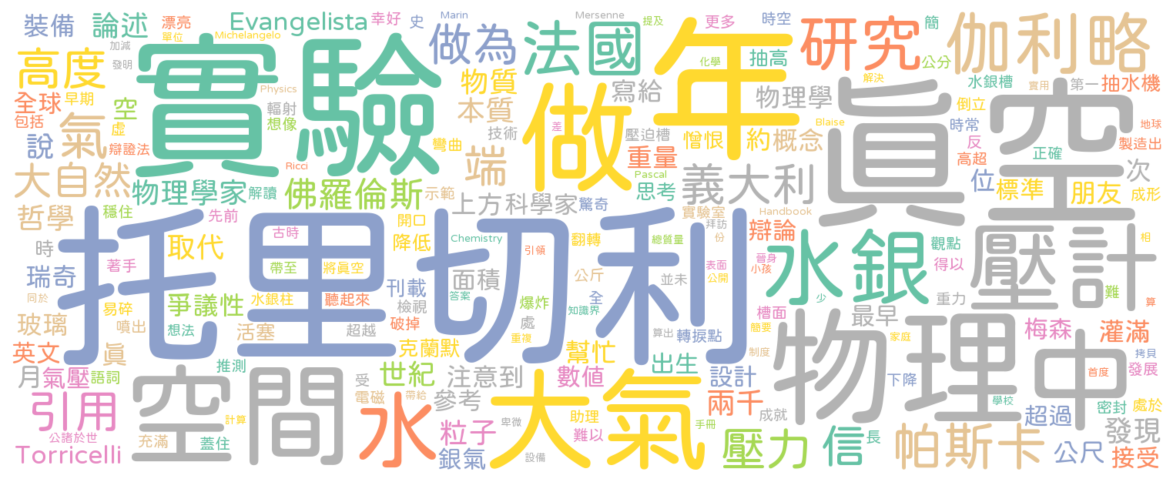 裝備 論述 漂亮 Evangelista 幸好 史 Marin Mersenne 提及 更多 時空 簡
加減 單位 Michelangelo 做為 法國 化學 抽高 公分 研究 伽利略
高度 發明 實驗 物質 寫給 年 物理學 水銀槽 第一 實用 解決 抽水機
全球 早期 空 Physics 輻射 本質 做 差 壓迫槽 憎恨 約 概念 Blaise 倒立 地球
包括 氣 虛 想像 技術 端 重量 眞空 時常 反 正確 製造出
說 辯證法 Ricci 彎曲 Pascal 思考 義大利 位 高超 次
大自然 物理學家 解讀 佛羅倫斯 示範 標準 朋友 成形
哲學 穩住 先前 上方 科學家 驚奇 實驗室 Handbook 拜訪 份 辯論 觀點 壓計 相
時 取代 古時 開口 降低 Chemistry 引領 翻轉 總質量 晉身 水銀 得以
瑞奇 著手 帶至 將眞空 托里切利 面積 公斤 並未 表面 小孩 公開 重力 難
同於 易碎 爭議性 水銀柱 聽起來 刊載 檢視 答案 爆炸 全 知識界 少 槽面 算
玻璃 噴出 想法 活塞 超越 破掉 處 重複 算出 轉捩點 簡要 最早 梅森 灌滿
英文 眞 推測 克蘭默 幫忙 制度 家庭 物理 中 拷貝
月 氣壓 語詞 空間 受 世紀 注意到 數值 出生 設計 下降 首度 發展
引用 計算 電磁 帶給 參考 大氣 卑微 助理 手冊 兩千 成就 學校 超過 密封 處於
公諸於世 充滿 蓋住 水 粒子 難以 壓力 信 長 帕斯卡 發現
Torricelli 銀氣 設備 公尺 接受